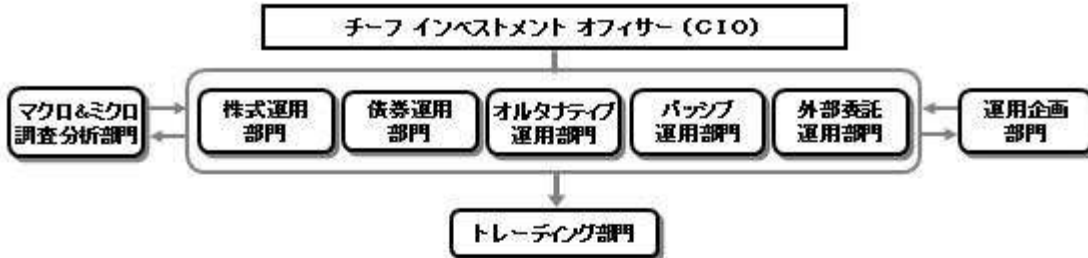 チーフ インベストメント オフィサー（CIO）
マクロ&ミクロ
調査分析部門
株式運用
部門
債券運用
部門
オルタナティブ
運用部門
パッシブ
運用部門
外部委託
運用部門
運用企画
部門
トレーディング部門